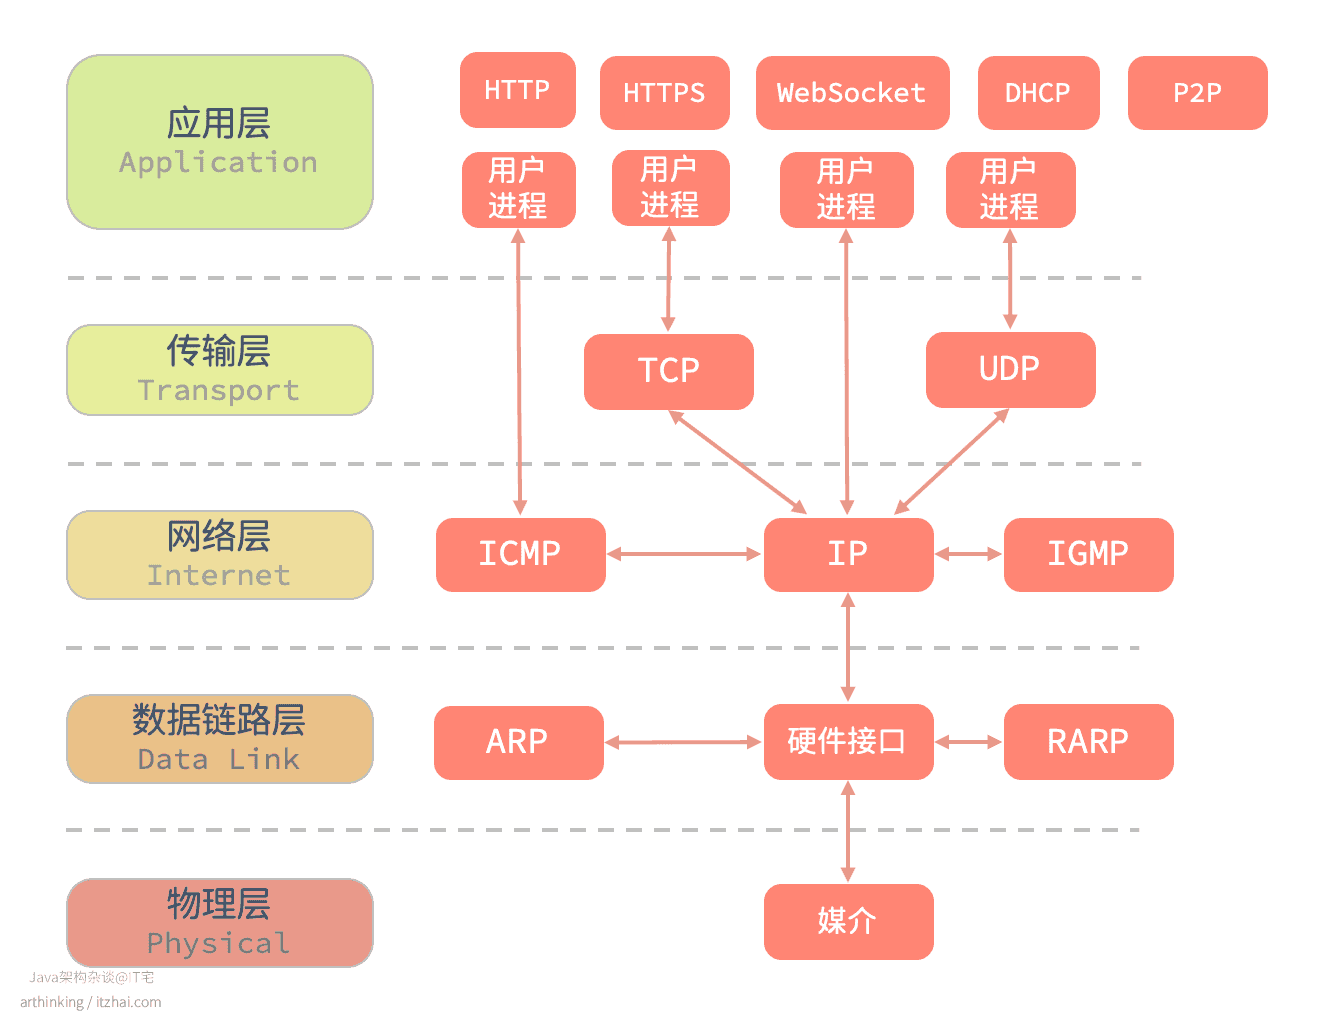 应用层
Application
HTTP
HTTPS
WebSocket
DHCP
P2P
用户
进程
用户
进程
用户
进程
用户
进程
传输层
Transport
TCP
UDP
网络层
Internet
ICMP
IP
IGMP
数据链路层
Data Link
ARP
硬件接口
RARP
物理层
Physical
媒介
Java架构杂谈@IT宅
arthinking / itzhai.com